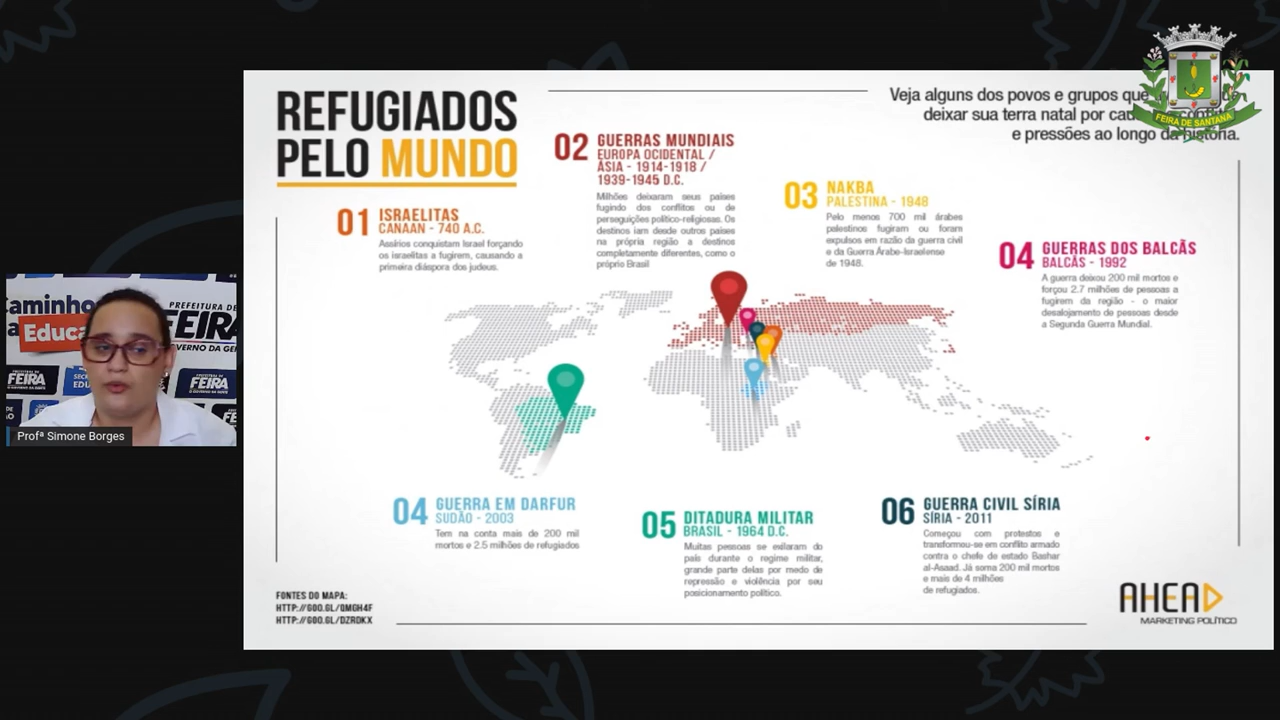 REFUGIADOS
PELO MUNDO
Veja alguns dos povos e grupos que
deixar sua terra natal por
e pressões ao longo da história.
FEIRA DE SANTANA
01 ISRAELITAS
CANAAN - 740 A.C.
Assírios conquistam Israel forçando
os israelitas a fugirem, causando a
primeira diáspora dos judeus.
02 GUERRAS MUNDIAIS
EUROPA OCIDENTAL /
ÁSIA - 1914-1918 /
1939-1945 D.C.
Milhões deixaram seus países
fugindo dos conflitos ou de
perseguições político-religiosas. Os
destinos iam desde outros países
na própria região a destinos
completamente diferentes, como o
próprio Brasil
03 NAKBA
PALESTINA - 1948
Pelo menos 700 mil árabes
palestinos fugiram ou foram
expulsos em razão da guerra civil
e da Guerra Árabe-Israelense
de 1948.
04 GUERRAS DOS BALCÃS
BALCÃS - 1992
A guerra deixou 200 mil mortos e
forçou 2.7 milhões de pessoas a
fugirem da região - o maior
desalojamento de pessoas desde
a Segunda Guerra Mundial.
04 GUERRA EM DARFUR
SUDÃO - 2003
Tem na conta mais de 200 mil
mortos e 2.5 milhões de refugiados
05 DITADURA MILITAR
BRASIL - 1964 D.C.
Muitas pessoas se exilaram do
país durante o regime militar,
grande parte delas por medo de
repressão e violência por seu
posicionamento político.
06 GUERRA CIVIL SÍRIA
SÍRIA - 2011
Começou com protestos e
transformou-se em conflito armado
contra o chefe de estado Bashar
al-Asaad. Já soma 200 mil mortos
e mais de 4 milhões
de refugiados.
FONTES DO MAPA:
HTTP://GOO.GL/QMGH4F
HTTP://GOO.GL/DZRDKX
AHEAD
MARKETING POLÍTICO
PREFEITURA DE
FEIRA
Educa
FEIRA
FEIRA
Profª Simone Borges